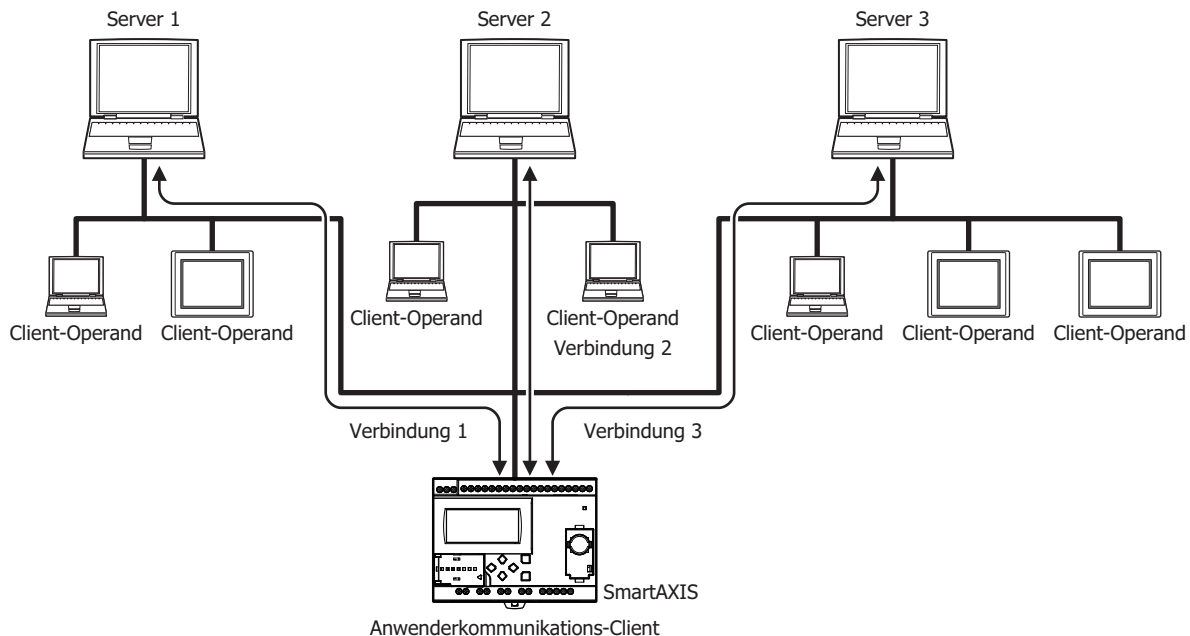 Server 1
Server 2
Server 3
Client-Operand
Client-Operand
Client-Operand
Client-Operand
Verbindung 2
Client-Operand
Client-Operand
Client-Operand
Verbindung 1
Verbindung 3
SmartAXIS
Anwenderkommunikations-Client